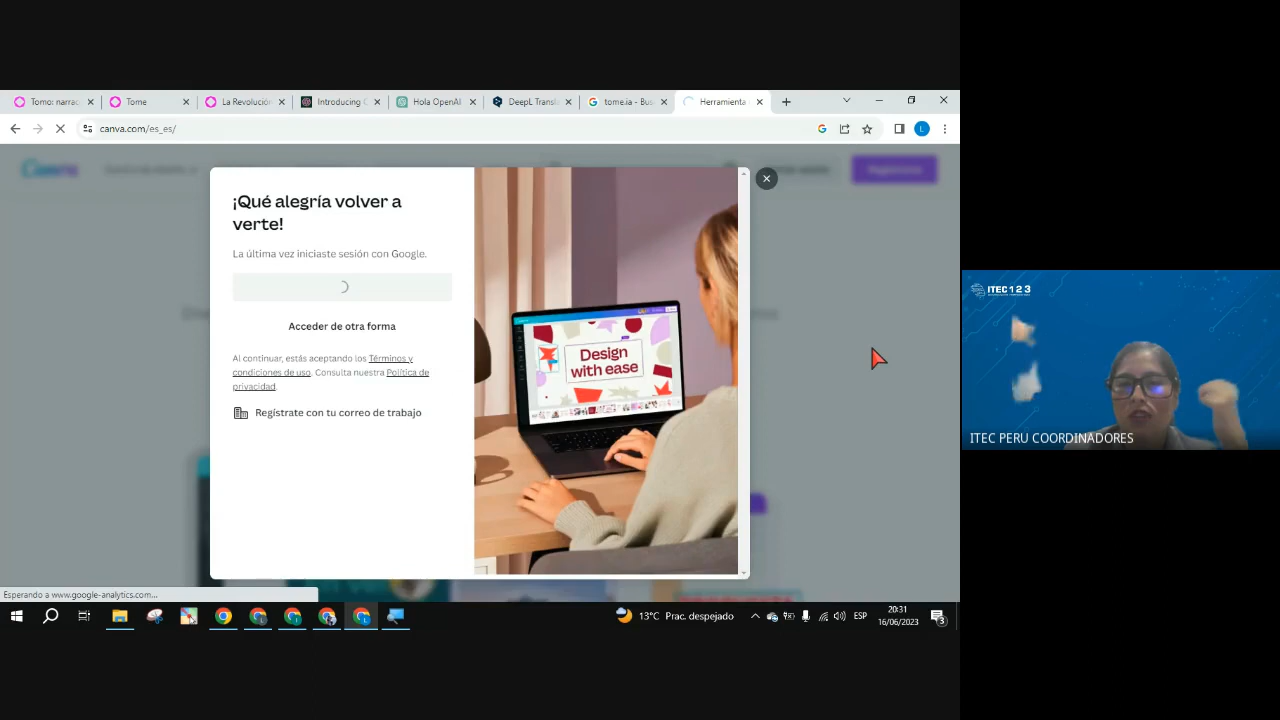 Tomo: narrac
Tome
La Revolución
Introducing C
Hola OpenAI
DeepL Transl
tome.ia - Bus
Herramienta
canva.com/es_es/
L
Canva
¡Qué alegría volver a
verte!
La última vez iniciaste sesión con Google.
Acceder de otra forma
Al continuar, estás aceptando los Términos y
condiciones de uso. Consulta nuestra Política de
privacidad.
Regístrate con tu correo de trabajo
Design
with ease
ITEC 1 2 3
ITEC PERU COORDINADORES
Esperando a www.google-analytics.com...
13°C Prac. despejado
ESP
20:31
16/06/2023
3